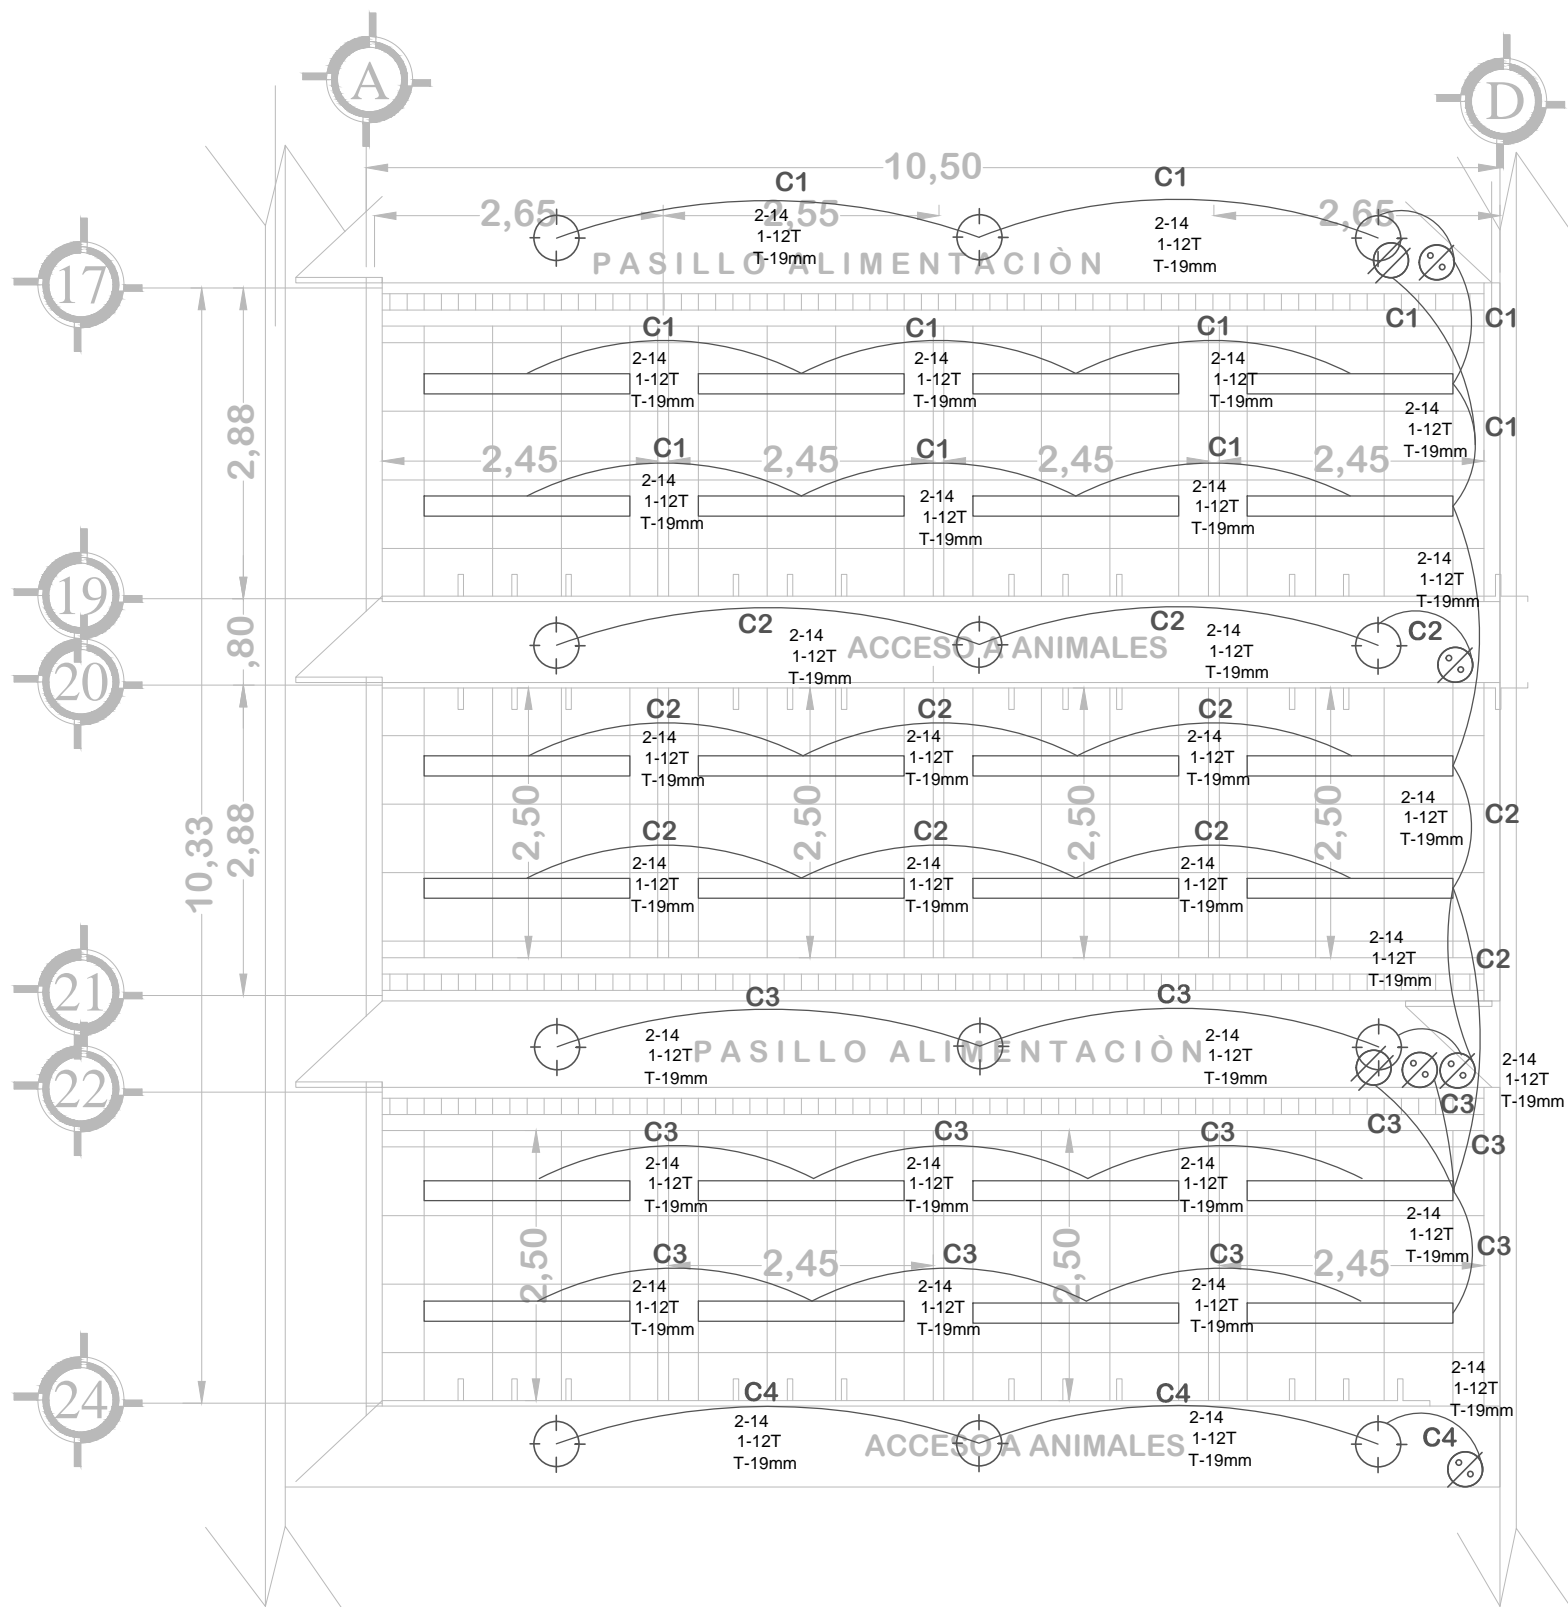 A
D
10,50
C1
C1
2,65
2,55
2,65
2-14
1-12T
T-19mm
2-14
1-12T
T-19mm
PASILLO ALIMENTACIÒN
17
C1
C1
C1
C1
C1
2-14
1-12T
T-19mm
2-14
1-12T
T-19mm
2-14
1-12T
T-19mm
2-14
1-12T
T-19mm
C1
2,88
C1
C1
C1
2,45
2,45
2,45
2,45
2-14
1-12T
T-19mm
2-14
1-12T
T-19mm
2-14
1-12T
T-19mm
2-14
1-12T
T-19mm
19
,80
C2
C2
C2
2-14
1-12T
T-19mm
ACCESO A ANIMALES
2-14
1-12T
T-19mm
20
C2
C2
C2
2-14
1-12T
T-19mm
2-14
1-12T
T-19mm
2-14
1-12T
T-19mm
2,50
2,50
2,50
2,50
2-14
1-12T
T-19mm
C2
10,33
2,88
C2
C2
C2
2-14
1-12T
T-19mm
2-14
1-12T
T-19mm
2-14
1-12T
T-19mm
2-14
1-12T
T-19mm
C2
21
C3
C3
2-14
1-12T
T-19mm
PASILLO ALIMENTACIÒN
2-14
1-12T
T-19mm
2-14
1-12T
T-19mm
22
C3
C3
C3
C3
C3
C3
2-14
1-12T
T-19mm
2-14
1-12T
T-19mm
2-14
1-12T
T-19mm
2-14
1-12T
T-19mm
C3
2,50
C3
2,45
C3
2,50
C3
2,45
2-14
1-12T
T-19mm
2-14
1-12T
T-19mm
2-14
1-12T
T-19mm
2-14
1-12T
T-19mm
24
C4
C4
C4
2-14
1-12T
T-19mm
ACCESO A ANIMALES
2-14
1-12T
T-19mm